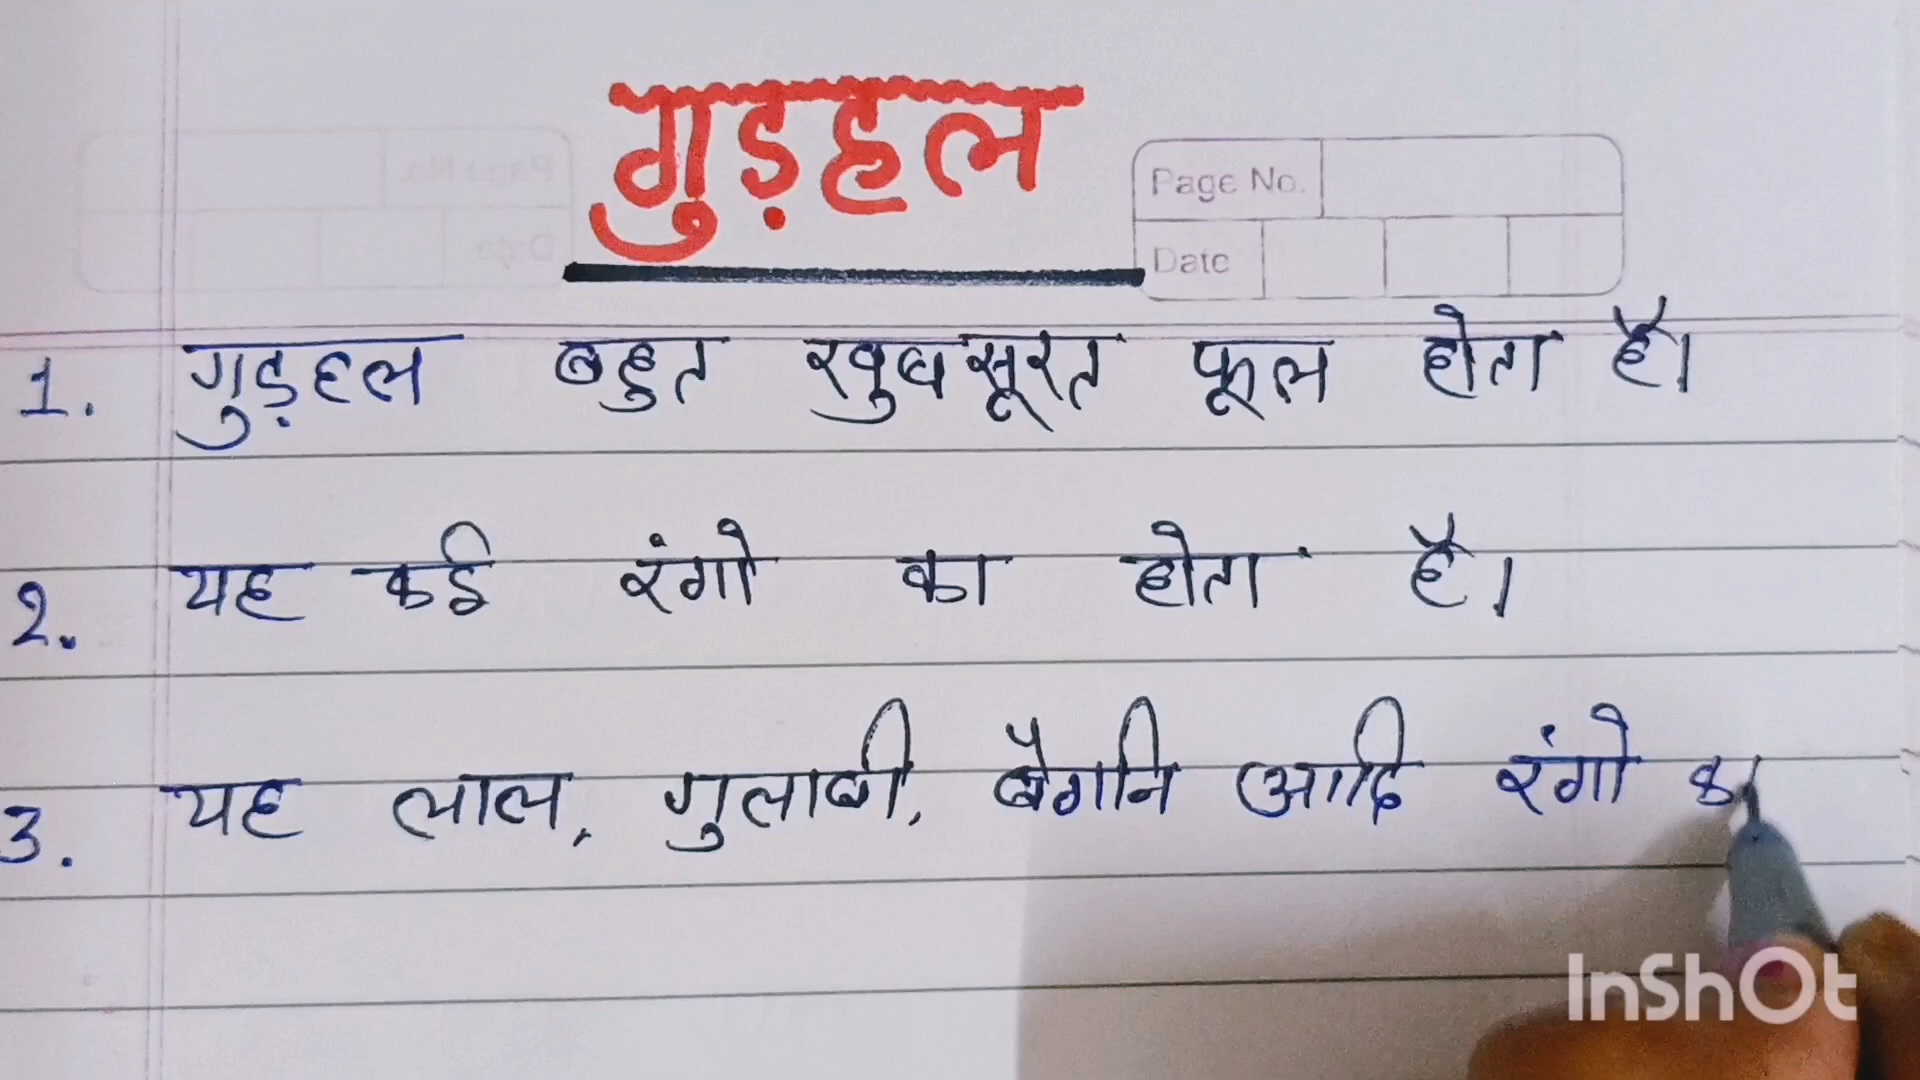 गुड़हल
Page No.
Date
1. गुड़हल बहुत खुबसूरत फूल होता है।
2. यह कई रंगो का होता है।
3. यह लाल, गुलाबी, बैगनि आदि रंगो का
InShOt